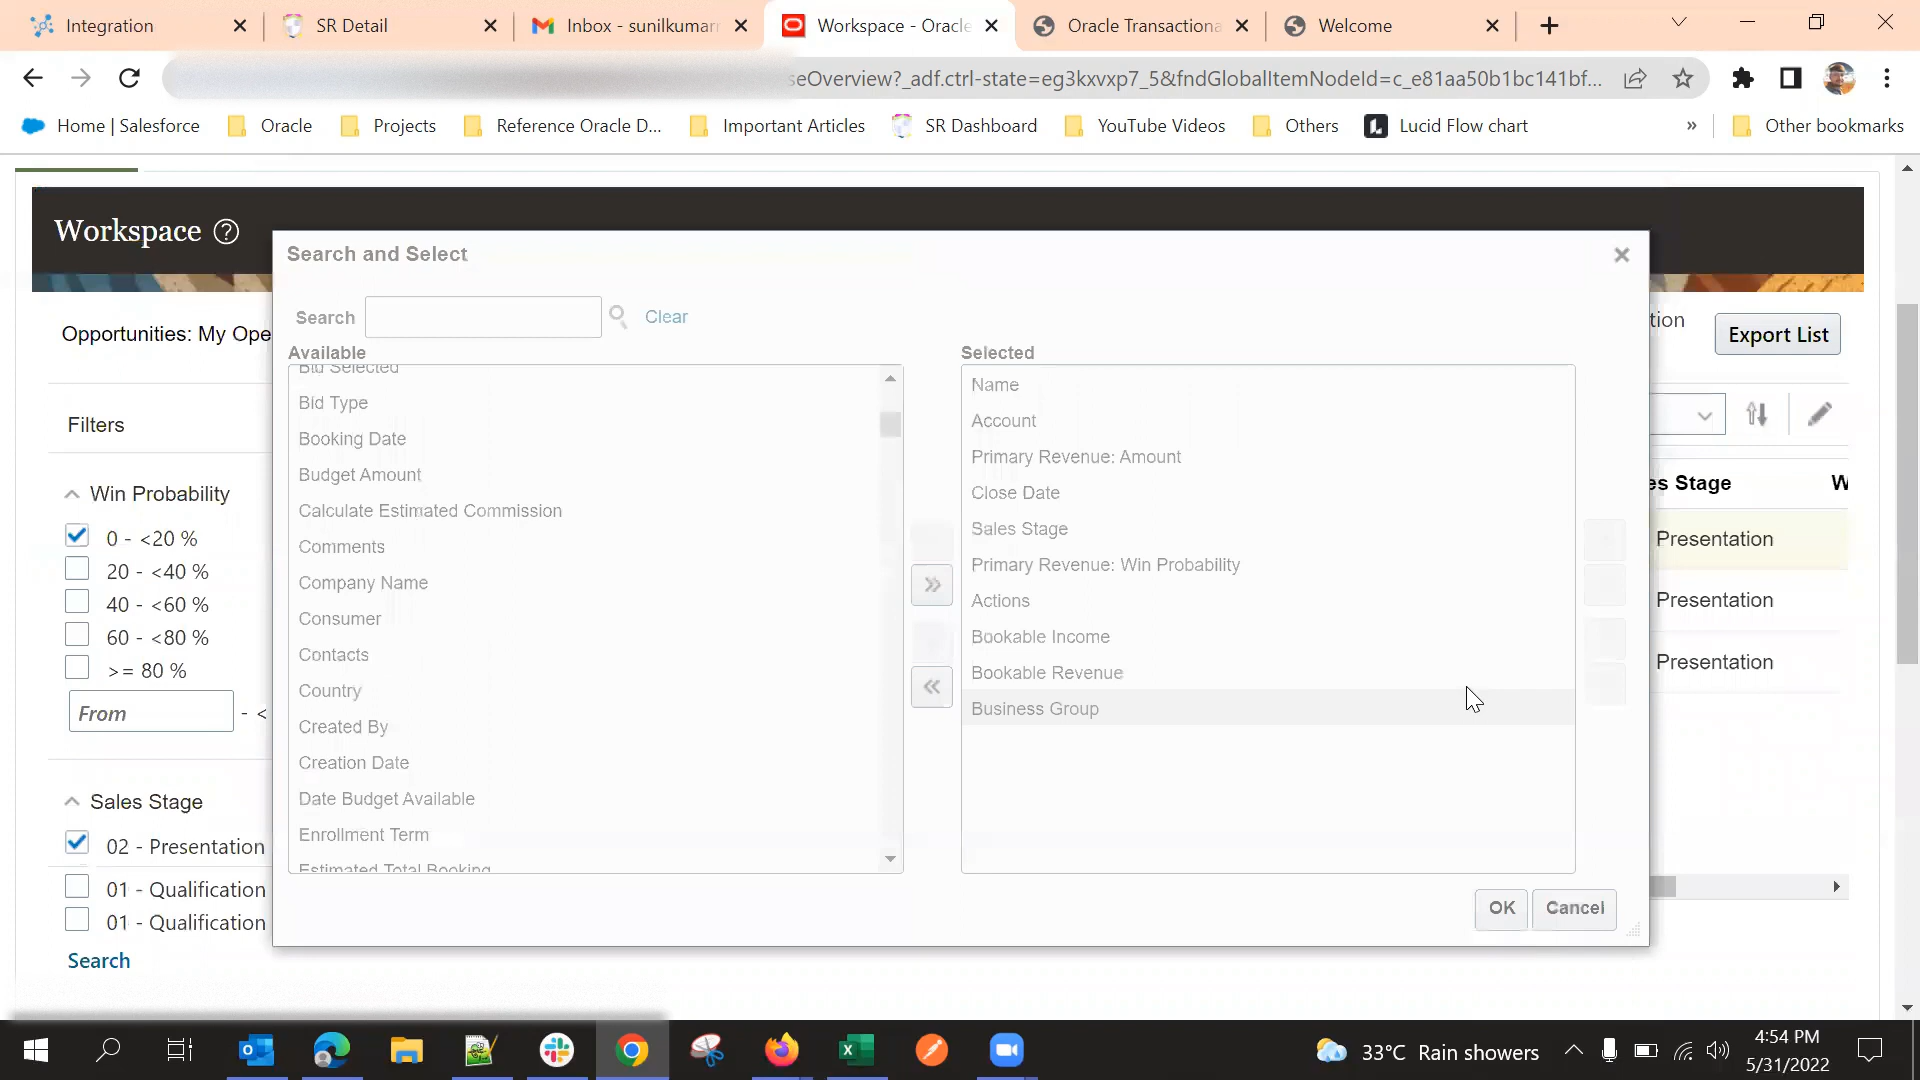 Integration
SR Detail
Inbox - sunilkumar
Workspace - Oracle
Oracle Transactiona
Welcome
seOverview?_adf.ctrl-state=eg3kxvxp7_5&fndGlobalItemNodeId=c_e81aa50b1bc141bf...
Home | Salesforce
Oracle
Projects
Reference Oracle D...
Important Articles
SR Dashboard
YouTube Videos
Others
L Lucid Flow chart
»
Other bookmarks
Workspace ?
Search and Select
Search
Clear
Opportunities: My Ope
tion
Export List
Available
Selected
Bid Selected
Bid Type
Booking Date
Budget Amount
Calculate Estimated Commission
Comments
Company Name
Consumer
Contacts
Country
Created By
Creation Date
Date Budget Available
Enrollment Term
Estimated Total Booking
Name
Account
Primary Revenue: Amount
Close Date
Sales Stage
Primary Revenue: Win Probability
Actions
Bookable Income
Bookable Revenue
Business Group
OK
Cancel
Filters
Win Probability
0 - <20 %
20 - <40 %
40 - <60 %
60 - <80 %
>= 80 %
From - <
Sales Stage
02 - Presentation
01 - Qualification
01 - Qualification
Search
es Stage
W
Presentation
Presentation
Presentation
33°C Rain showers
4:54 PM
5/31/2022